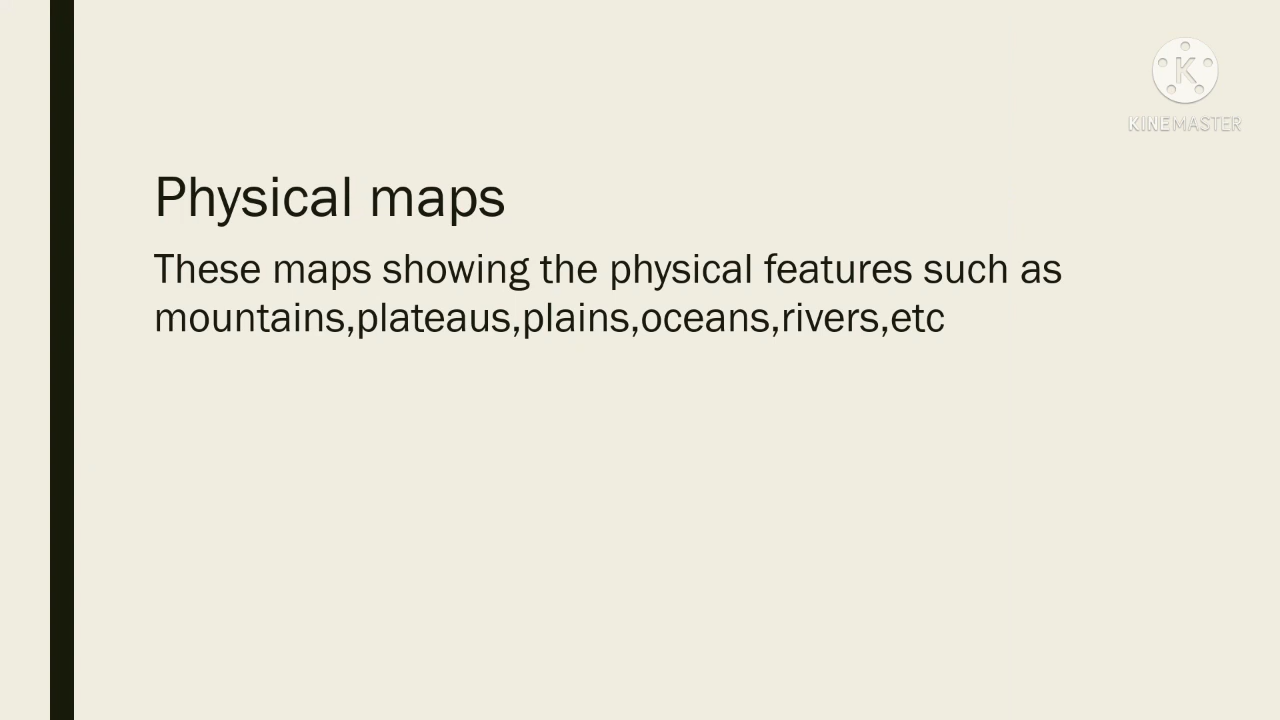 K
KINEMASTER
Physical maps
These maps showing the physical features such as
mountains,plateaus,plains,oceans,rivers,etc